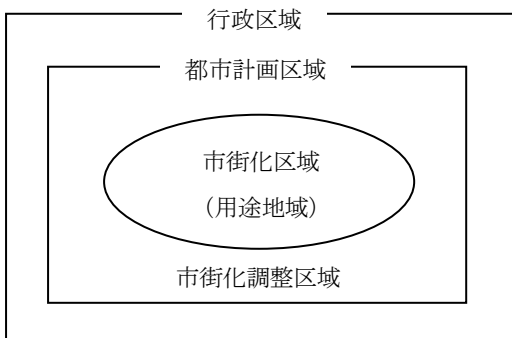 行政区域
都市計画区域
市街化区域
（用途地域）
市街化調整区域